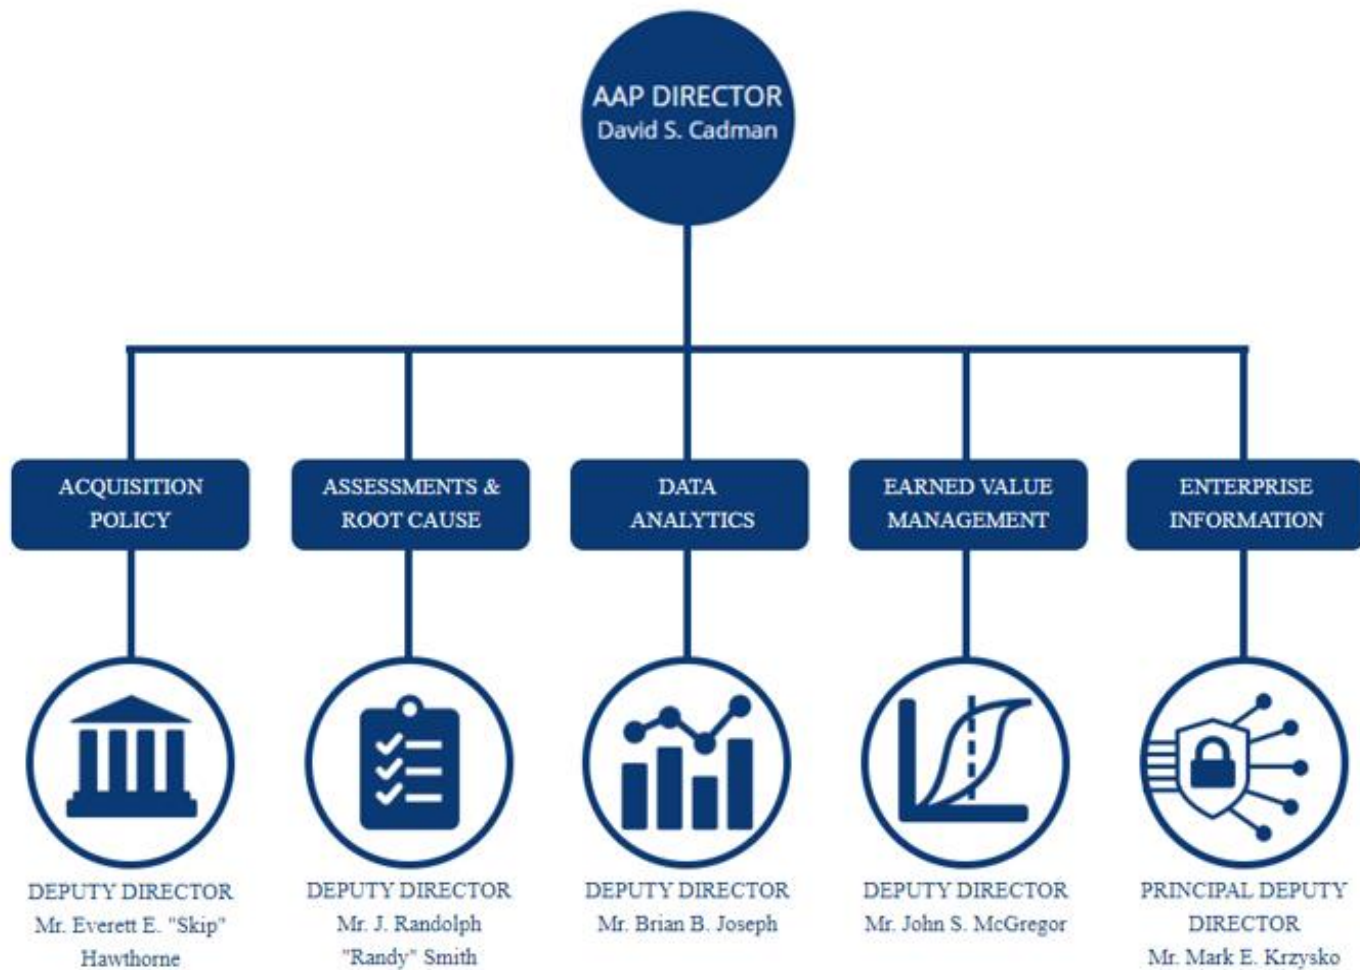 AAP DIRECTOR
David S. Cadman
ACQUISITION
POLICY
ASSESSMENTS &
ROOT CAUSE
DATA
ANALYTICS
EARNED VALUE
MANAGEMENT
ENTERPRISE
INFORMATION
DEPUTY DIRECTOR
Mr. Everett E. "Skip"
Hawthorne
DEPUTY DIRECTOR
Mr. J. Randolph
"Randy" Smith
DEPUTY DIRECTOR
Mr. Brian B. Joseph
DEPUTY DIRECTOR
Mr. John S. McGregor
PRINCIPAL DEPUTY
DIRECTOR
Mr. Mark E. Krzysko